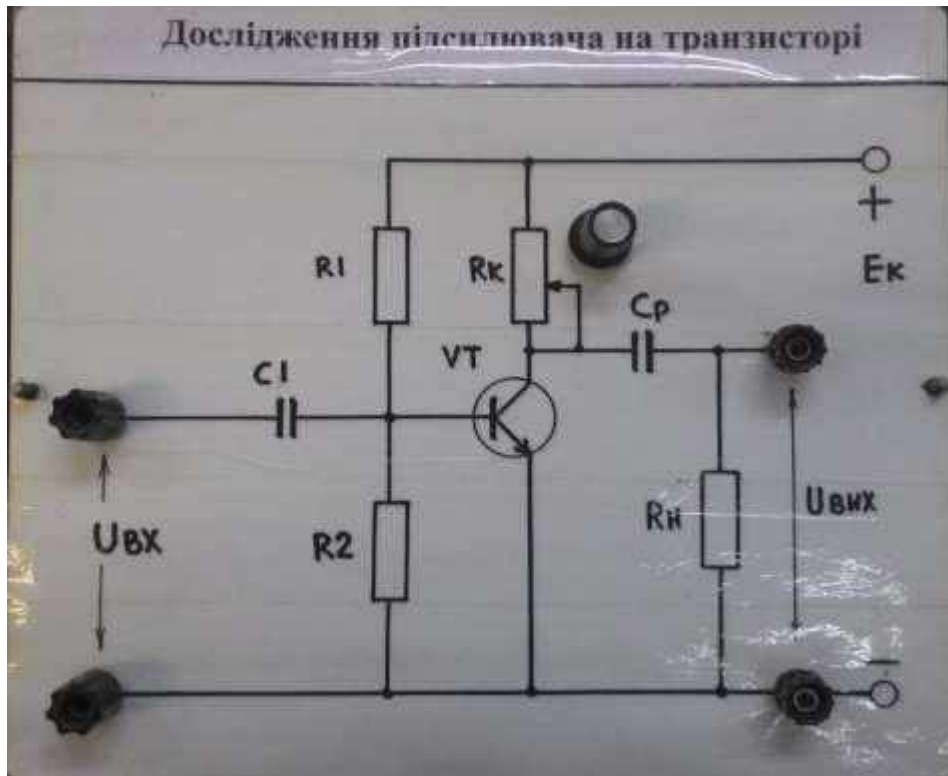 Дослідження підсилювача на транзисторі
+
R1
Rк
Eк
Cр
VT
C1
Uвх
R2
Rн
Uвих
−